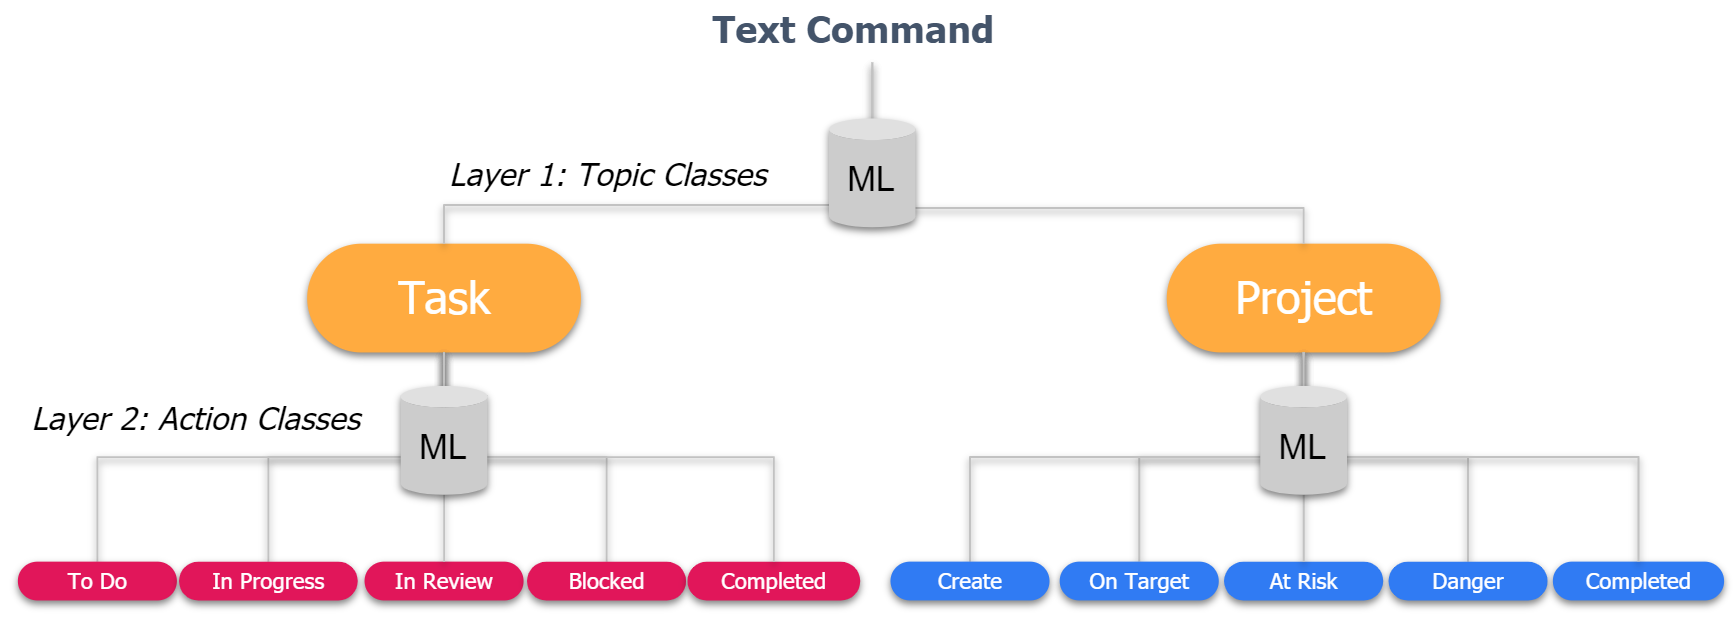 Text Command
ML
Layer 1: Topic Classes
Task
Project
Layer 2: Action Classes
ML
ML
To Do
In Progress
In Review
Blocked
Completed
Create
On Target
At Risk
Danger
Completed